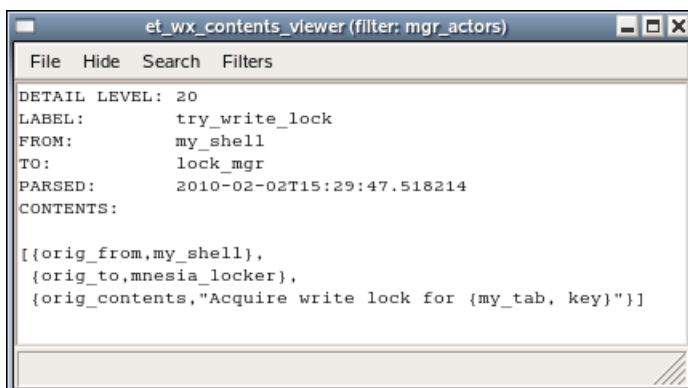 et_wx_contents_viewer (filter: mgr_actors)
File Hide Search Filters
DETAIL LEVEL: 20
LABEL: try_write_lock
FROM: my_shell
TO: lock_mgr
PARSED: 2010-02-02T15:29:47.518214
CONTENTS:
[{orig_from,my_shell},
{orig_to,mnesia_locker},
{orig_contents,"Acquire write lock for {my_tab, key}"}]